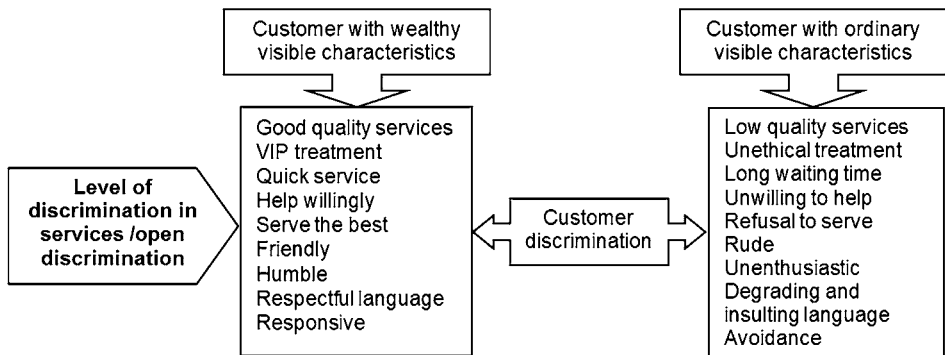 Customer with wealthy
visible characteristics
Customer with ordinary
visible characteristics
Level of
discrimination in
services /open
discrimination
Good quality services
VIP treatment
Quick service
Help willingly
Serve the best
Friendly
Humble
Respectful language
Responsive
Customer
discrimination
Low quality services
Unethical treatment
Long waiting time
Unwilling to help
Refusal to serve
Rude
Unenthusiastic
Degrading and
insulting language
Avoidance